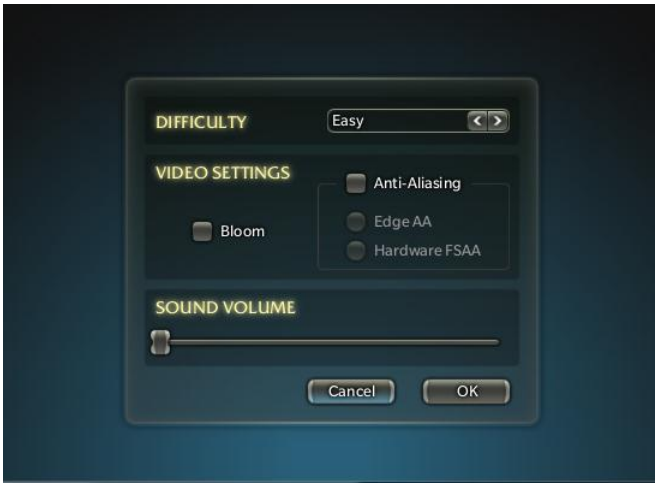 DIFFICULTY
Easy
VIDEO SETTINGS
Anti-Aliasing
Bloom
Edge AA
Hardware FSAA
SOUND VOLUME
Cancel
OK